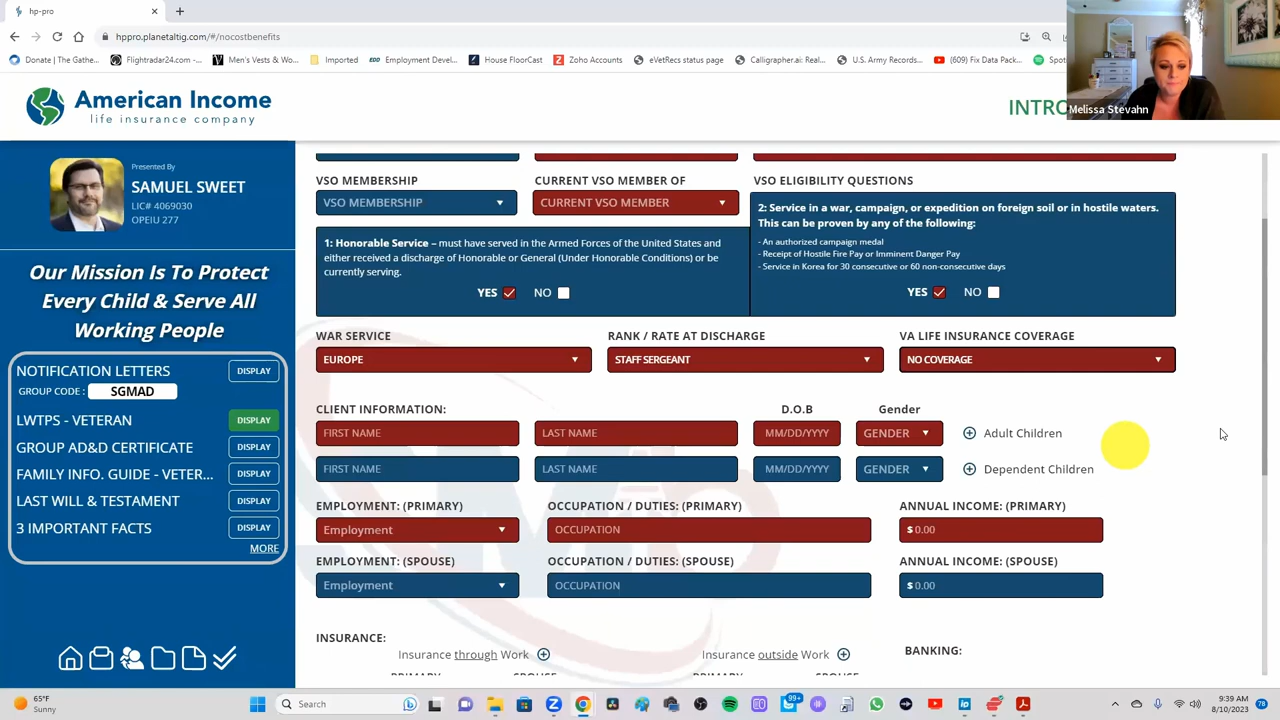 hp-pro
hppro.planetaltig.com/#/nocostbenefits
Donate | The Gathe...
Flightradar24.com -...
Men's Vests & Wo...
Imported
EDD Employment Devel...
House FloorCast
Zoho Accounts
eVetRecs status page
Calligrapher.ai: Real...
U.S. Army Records...
(609) Fix Data Pack...
Spot
American Income
life insurance company
INTRO
Melissa Stevahn
Presented By
SAMUEL SWEET
LIC# 4069030
OPEIU 277
Our Mission Is To Protect
Every Child & Serve All
Working People
NOTIFICATION LETTERS DISPLAY
GROUP CODE : SGMAD
LWTPS - VETERAN DISPLAY
GROUP AD&D CERTIFICATE DISPLAY
FAMILY INFO. GUIDE - VETER... DISPLAY
LAST WILL & TESTAMENT DISPLAY
3 IMPORTANT FACTS DISPLAY
MORE
VSO MEMBERSHIP CURRENT VSO MEMBER OF VSO ELIGIBILITY QUESTIONS
VSO MEMBERSHIP CURRENT VSO MEMBER
1: Honorable Service – must have served in the Armed Forces of the United States and
either received a discharge of Honorable or General (Under Honorable Conditions) or be
currently serving.
YES NO
2: Service in a war, campaign, or expedition on foreign soil or in hostile waters.
This can be proven by any of the following:
- An authorized campaign medal
- Receipt of Hostile Fire Pay or Imminent Danger Pay
- Service in Korea for 30 consecutive or 60 non-consecutive days
YES NO
WAR SERVICE RANK / RATE AT DISCHARGE VA LIFE INSURANCE COVERAGE
EUROPE STAFF SERGEANT NO COVERAGE
CLIENT INFORMATION: D.O.B Gender
FIRST NAME LAST NAME MM/DD/YYYY GENDER Adult Children
FIRST NAME LAST NAME MM/DD/YYYY GENDER Dependent Children
EMPLOYMENT: (PRIMARY) OCCUPATION / DUTIES: (PRIMARY) ANNUAL INCOME: (PRIMARY)
Employment OCCUPATION $ 0.00
EMPLOYMENT: (SPOUSE) OCCUPATION / DUTIES: (SPOUSE) ANNUAL INCOME: (SPOUSE)
Employment OCCUPATION $ 0.00
INSURANCE: BANKING:
Insurance through Work Insurance outside Work
65°F
Sunny
Search
99+
9:39 AM
8/10/2023
78